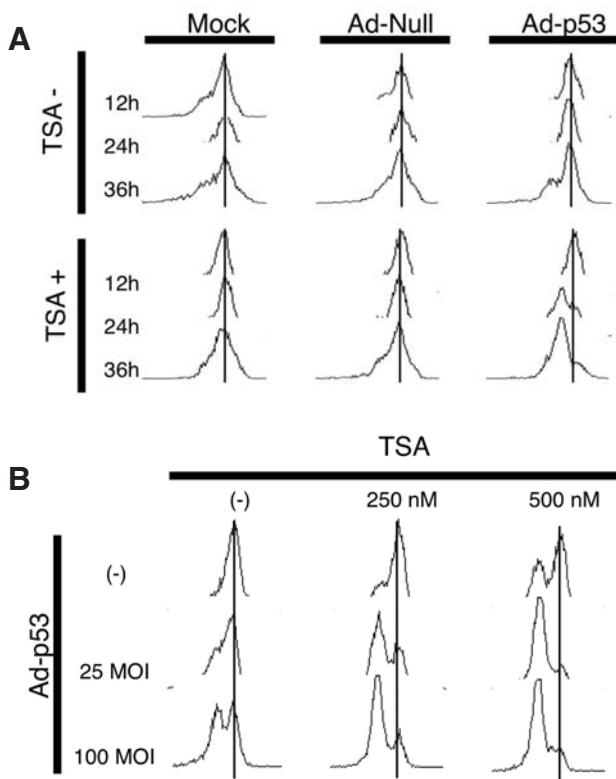 A
Mock Ad-Null Ad-p53
TSA -
12h
24h
36h
TSA +
12h
24h
36h
B
TSA
(-) 250 nM 500 nM
Ad-p53
(-)
25 MOI
100 MOI